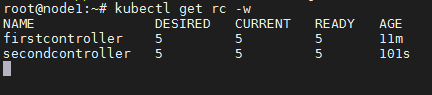 root@node1:~# kubectl get rc -w
NAME DESIRED CURRENT READY AGE
firstcontroller 5 5 5 11m
secondcontroller 5 5 5 101s